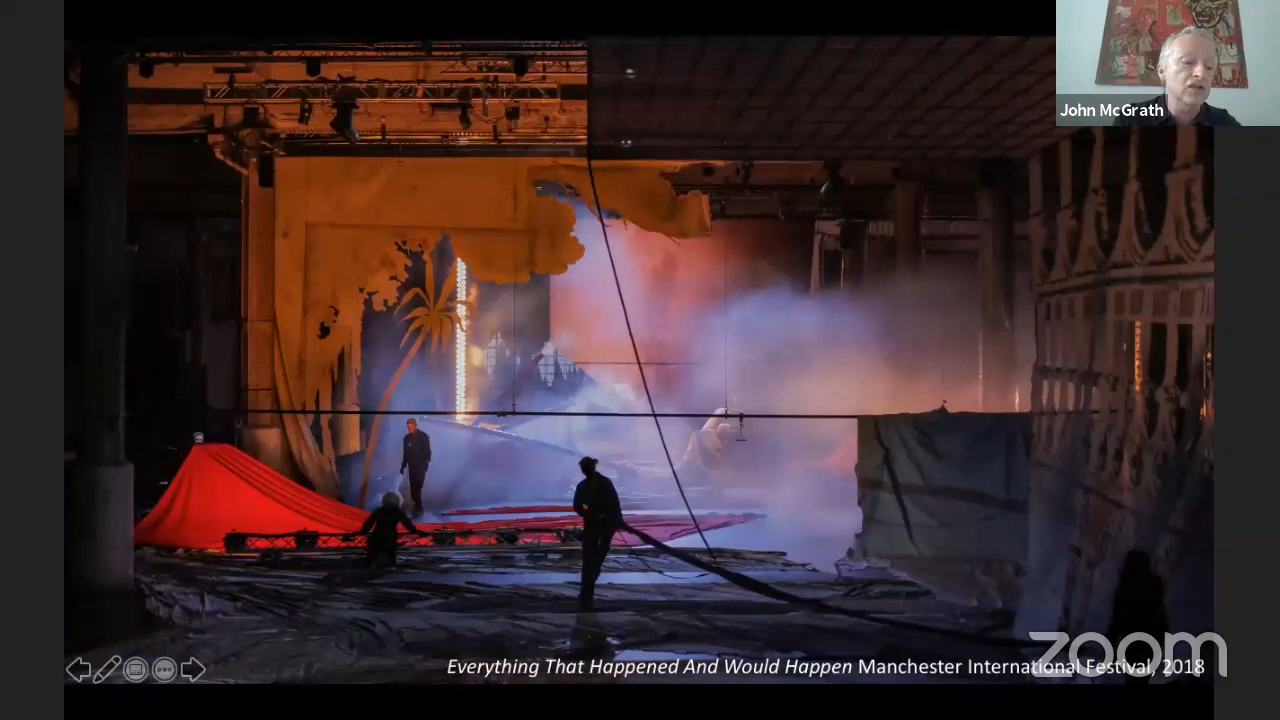 John McGrath
Everything That Happened And Would Happen Manchester International Festival, 2018
zoom